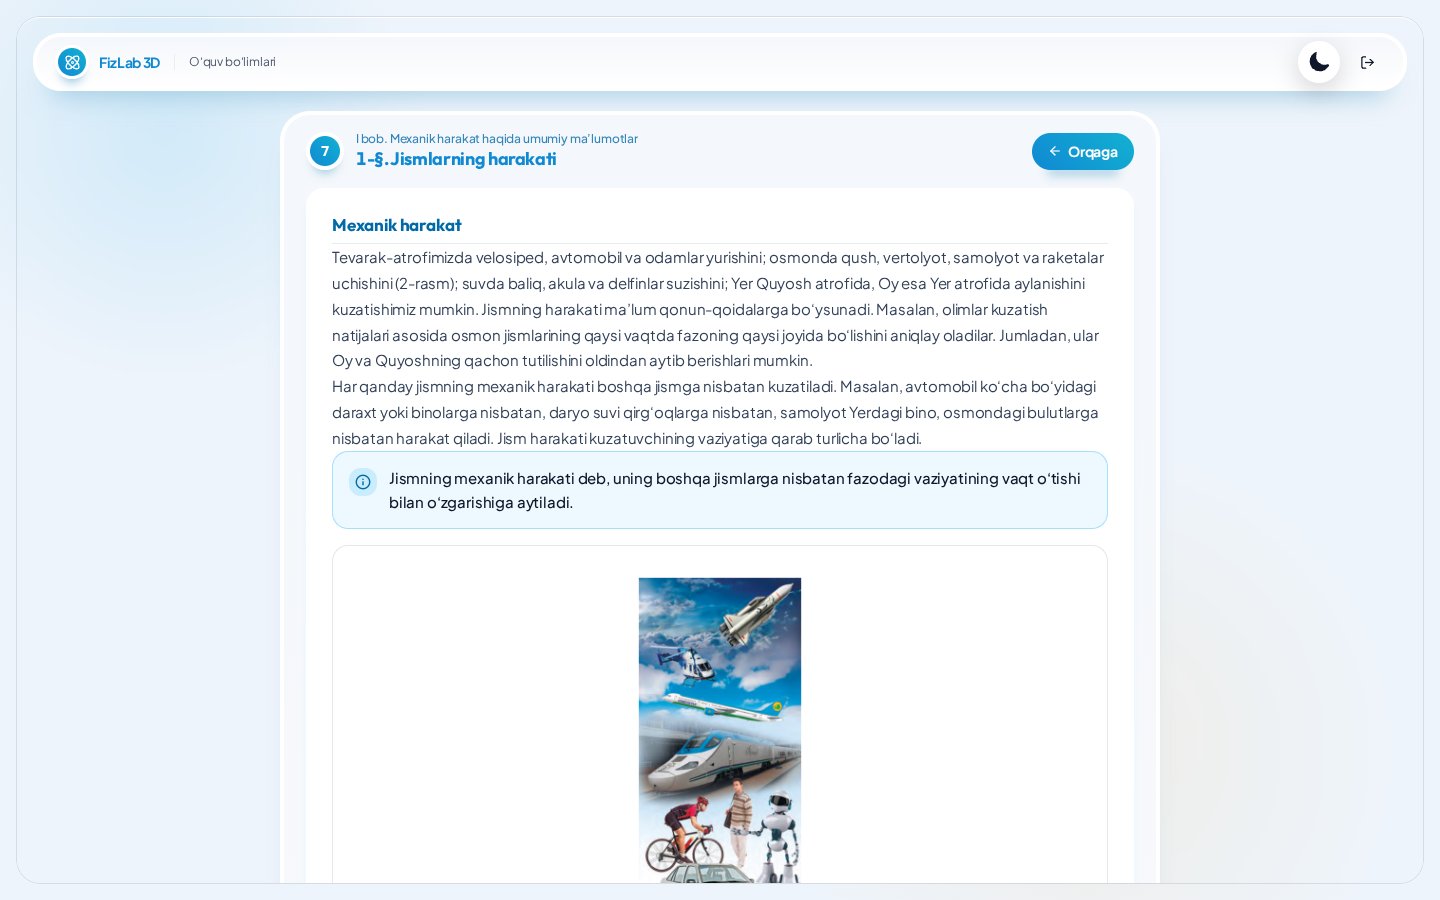 FizLab 3D
O'quv bo'limlari
7
I bob. Mexanik harakat haqida umumiy ma'lumotlar
1-§. Jismlarning harakati
Orqaga
Mexanik harakat
Tevarak-atrofimizda velosiped, avtomobil va odamlar yurishini; osmonda qush, vertolyot, samolyot va raketalar
uchishini (2-rasm); suvda baliq, akula va delfinlar suzishini; Yer Quyosh atrofida, Oy esa Yer atrofida aylanishini
kuzatishimiz mumkin. Jismning harakati ma’lum qonun-qoidalarga bo‘ysunadi. Masalan, olimlar kuzatish
natijalari asosida osmon jismlarining qaysi vaqtda fazoning qaysi joyida bo‘lishini aniqlay oladilar. Jumladan, ular
Oy va Quyoshning qachon tutilishini oldindan aytib berishlari mumkin.
Har qanday jismning mexanik harakati boshqa jismga nisbatan kuzatiladi. Masalan, avtomobil ko‘cha bo‘yidagi
daraxt yoki binolarga nisbatan, daryo suvi qirg‘oqlarga nisbatan, samolyot Yerdagi bino, osmondagi bulutlarga
nisbatan harakat qiladi. Jism harakati kuzatuvchining vaziyatiga qarab turlicha bo‘ladi.
Jismning mexanik harakati deb, uning boshqa jismlarga nisbatan fazodagi vaziyatining vaqt o‘tishi
bilan o‘zgarishiga aytiladi.